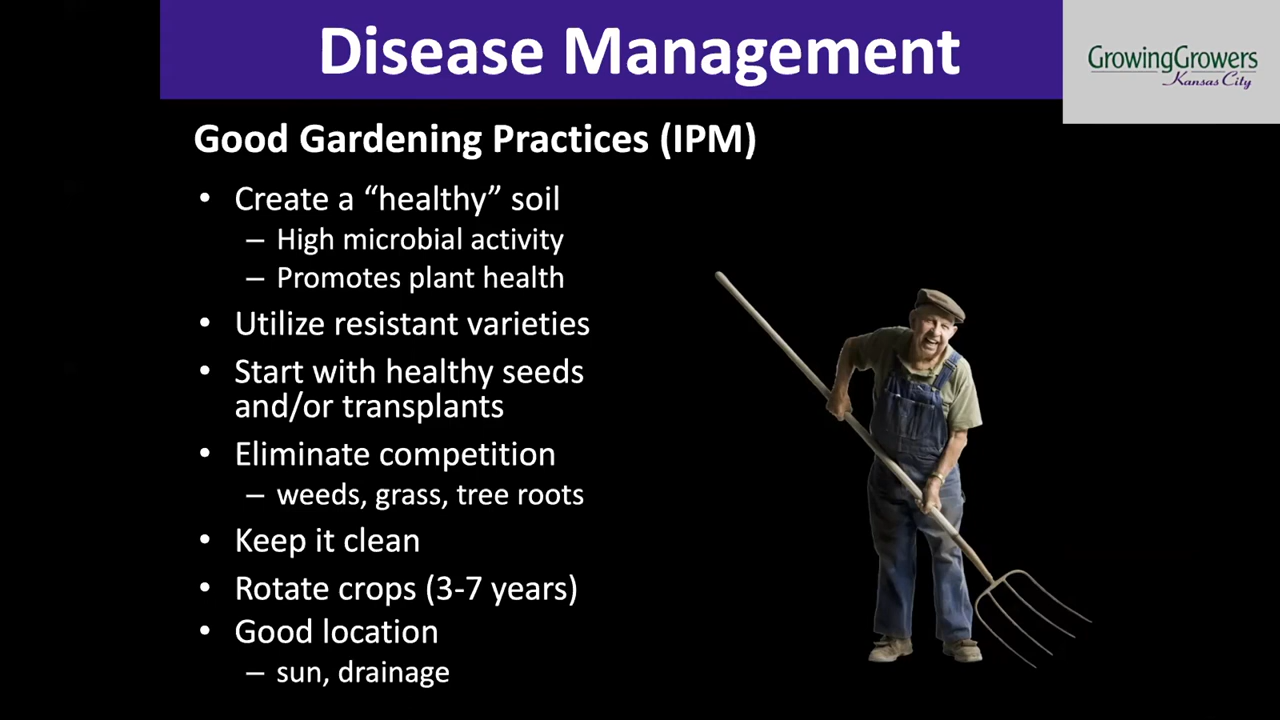 Disease Management
GrowingGrowers
Kansas City
Good Gardening Practices (IPM)
• Create a “healthy” soil
– High microbial activity
– Promotes plant health
• Utilize resistant varieties
• Start with healthy seeds
and/or transplants
• Eliminate competition
– weeds, grass, tree roots
• Keep it clean
• Rotate crops (3-7 years)
• Good location
– sun, drainage